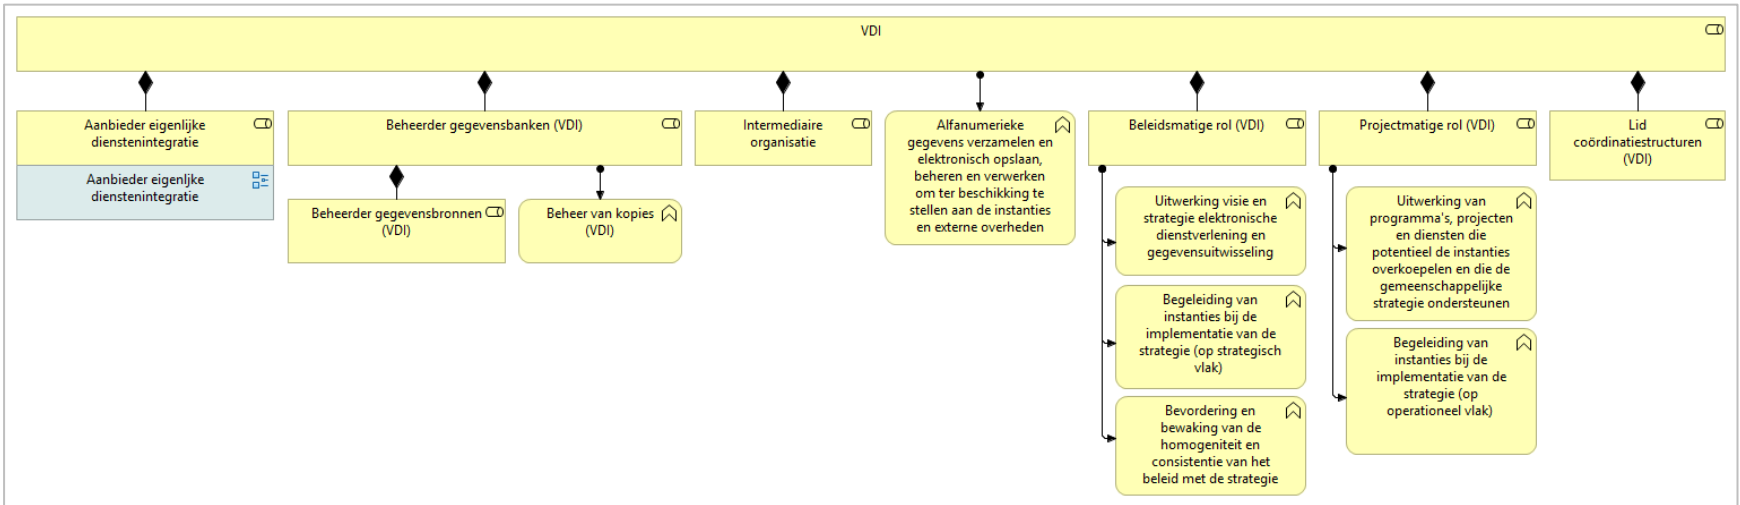 VDI
Aanbieder eigenlijke
dienstenintegratie
Aanbieder eigenljke
dienstenintegratie
Beheerder gegevensbanken (VDI)
Beheerder gegevensbronnen
(VDI)
Beheer van kopies
(VDI)
Intermediaire
organisatie
Alfanumerieke
gegevens verzamelen en
elektronisch opslaan,
beheren en verwerken
om ter beschikking te
stellen aan de instanties
en externe overheden
Beleidsmatige rol (VDI)
Uitwerking visie en
strategie elektronische
dienstverlening en
gegevensuitwisseling
Begeleiding van
instanties bij de
implementatie van de
strategie (op strategisch
vlak)
Bevordering en
bewaking van de
homogeniteit en
consistentie van het
beleid met de strategie
Projectmatige rol (VDI)
Uitwerking van
programma's, projecten
en diensten die
potentieel de instanties
overkoepelen en die de
gemeenschappelijke
strategie ondersteunen
Begeleiding van
instanties bij de
implementatie van de
strategie (op
operationeel vlak)
Lid
coördinatiestructuren
(VDI)